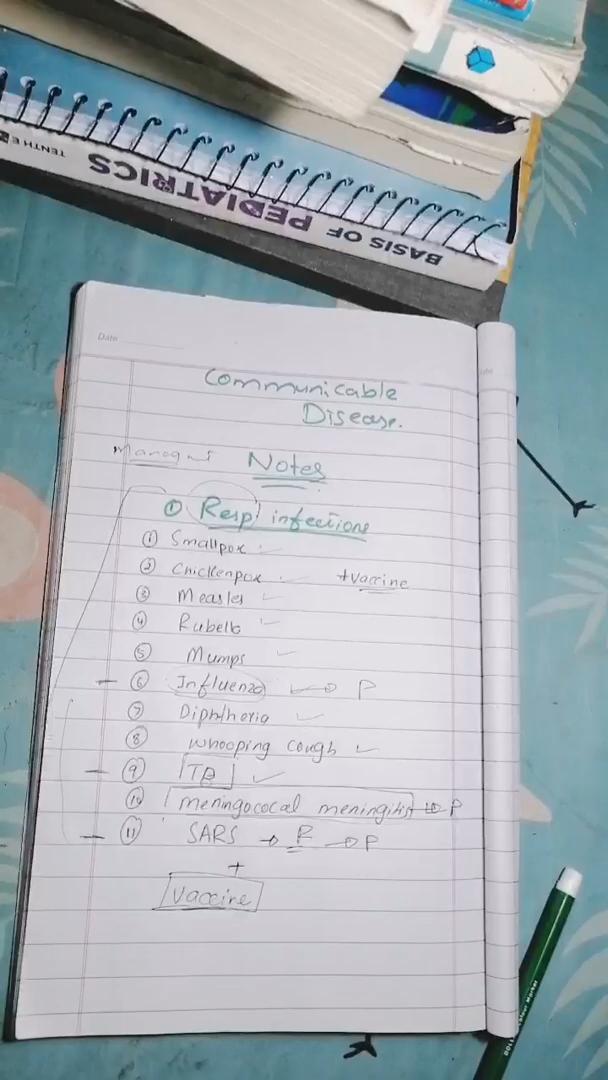 TENTH E
BASIS OF PEDIATRICS
Date
Communicable
Disease.
Notes
① Resp infections
① Smallpox
② Chickenpox + vaccine
③ Measles
④ Rubella
⑤ Mumps
⑥ Influenza → P
⑦ Diphtheria
⑧ Whooping cough
⑨ TB
⑩ meningococal meningitis → P
⑪ SARS → R → P
+
Vaccine